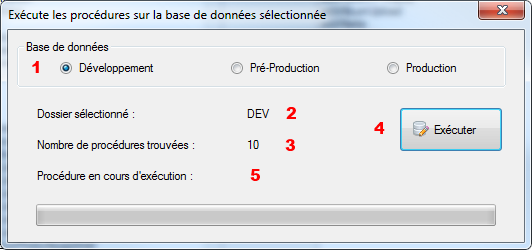 Exécute les procédures sur la base de données sélectionnée
Base de données
1 Développement Pré-Production Production
Dossier sélectionné : DEV 2
4 Exécuter
Nombre de procédures trouvées : 10 3
Procédure en cours d'exécution : 5